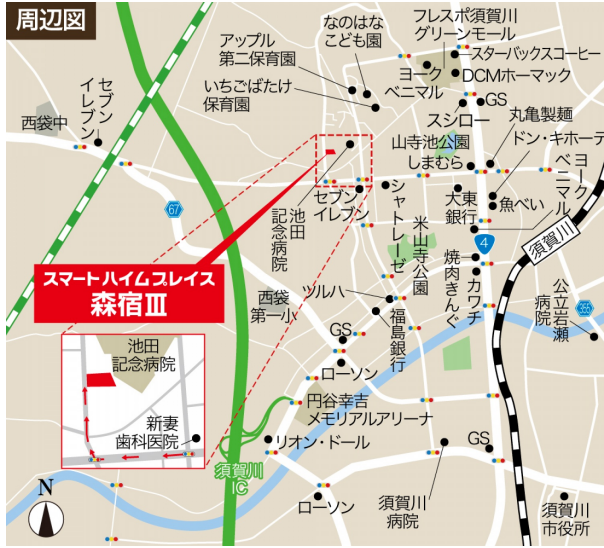 周辺図
アップル
第二保育園
なのはな
こども園
いちごばたけ
保育園
フレスポ須賀川
グリーンモール
スターバックスコーヒー
ヨーク
ベニマル
DCMホーマック
GS
スシロー
丸亀製麺
ドン・キホーテ
ヨーク
ベニマル
山寺池公園
しまむら
大東
銀行
魚べい
セブン
イレブン
西袋中
67
セブン
イレブン
池田
記念病院
シャトレーゼ
米山寺公園
4
須賀川
焼肉きんぐ
カワチ
公立岩瀬
病院
355
スマートハイムプレイス
森宿Ⅲ
西袋
第一小
ツルハ
福島
銀行
GS
ローソン
円谷幸吉
メモリアルアリーナ
リオン・ドール
須賀川
IC
ローソン
須賀川
病院
GS
須賀川
市役所
池田
記念病院
新妻
歯科医院
N